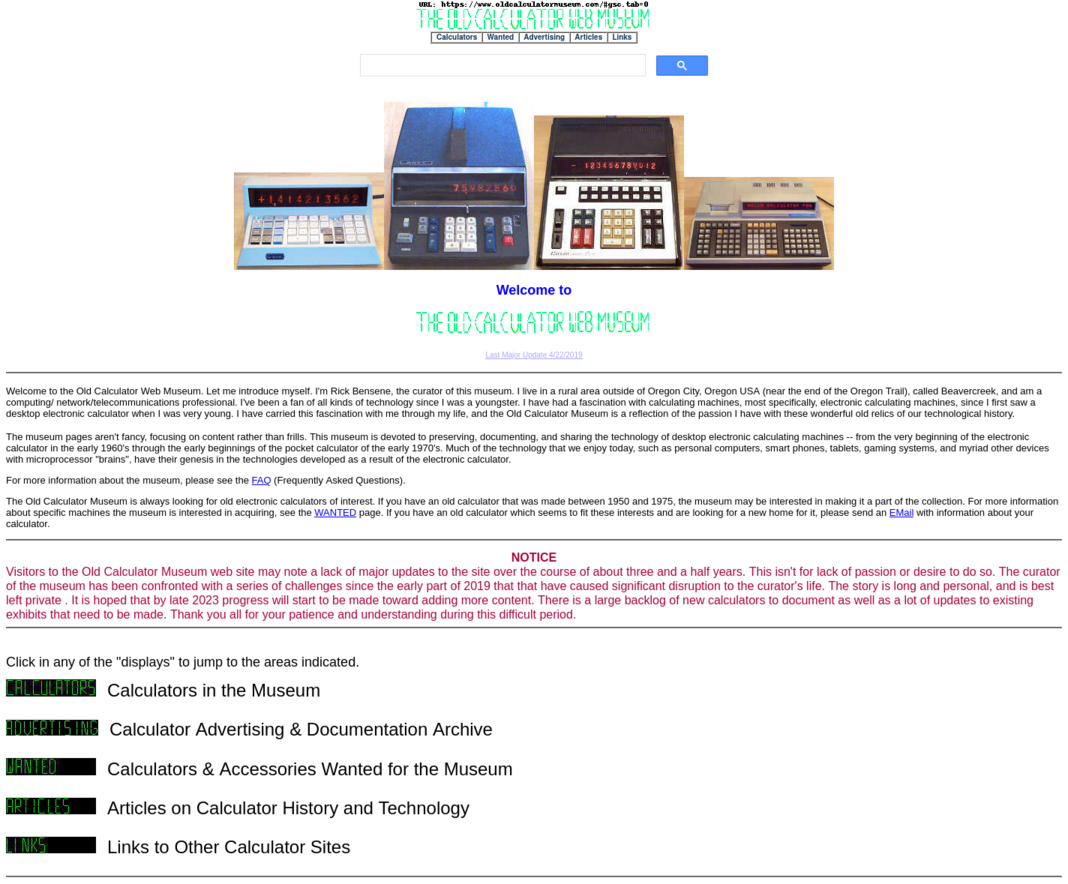 URL: https://www.oldcalculatormuseum.com/#gsc.tab=0
THE OLD CALCULATOR WEB MUSEUM
Calculators | Wanted | Advertising | Articles | Links
+1.414213562
- 75982860
- 123456789012
Welcome to
THE OLD CALCULATOR WEB MUSEUM
Last Major Update 4/22/2019
Welcome to the Old Calculator Web Museum. Let me introduce myself. I'm Rick Bensene, the curator of this museum. I live in a rural area outside of Oregon City, Oregon USA (near the end of the Oregon Trail), called Beavercreek, and am a
computing/ network/telecommunications professional. I've been a fan of all kinds of technology since I was a youngster. I have had a fascination with calculating machines, most specifically, electronic calculating machines, since I first saw a
desktop electronic calculator when I was very young. I have carried this fascination with me through my life, and the Old Calculator Museum is a reflection of the passion I have with these wonderful old relics of our technological history.
The museum pages aren't fancy, focusing on content rather than frills. This museum is devoted to preserving, documenting, and sharing the technology of desktop electronic calculating machines -- from the very beginning of the electronic
calculator in the early 1960's through the early beginnings of the pocket calculator of the early 1970's. Much of the technology that we enjoy today, such as personal computers, smart phones, tablets, gaming systems, and myriad other devices
with microprocessor "brains", have their genesis in the technologies developed as a result of the electronic calculator.
For more information about the museum, please see the FAQ (Frequently Asked Questions).
The Old Calculator Museum is always looking for old electronic calculators of interest. If you have an old calculator that was made between 1950 and 1975, the museum may be interested in making it a part of the collection. For more information
about specific machines the museum is interested in acquiring, see the WANTED page. If you have an old calculator which seems to fit these interests and are looking for a new home for it, please send an EMail with information about your
calculator.
NOTICE
Visitors to the Old Calculator Museum web site may note a lack of major updates to the site over the course of about three and a half years. This isn't for lack of passion or desire to do so. The curator
of the museum has been confronted with a series of challenges since the early part of 2019 that that have caused significant disruption to the curator's life. The story is long and personal, and is best
left private . It is hoped that by late 2023 progress will start to be made toward adding more content. There is a large backlog of new calculators to document as well as a lot of updates to existing
exhibits that need to be made. Thank you all for your patience and understanding during this difficult period.
Click in any of the "displays" to jump to the areas indicated.
CALCULATORS Calculators in the Museum
ADVERTISING Calculator Advertising & Documentation Archive
WANTED Calculators & Accessories Wanted for the Museum
ARTICLES Articles on Calculator History and Technology
LINKS Links to Other Calculator Sites